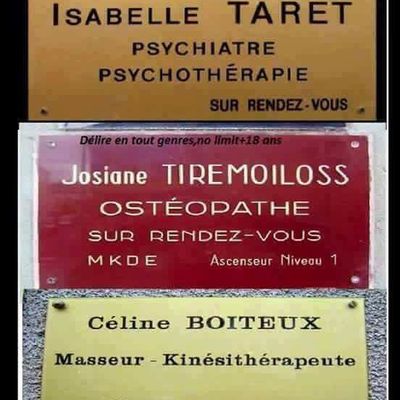 ISABELLE TARET
PSYCHIATRE
PSYCHOTHÉRAPIE
SUR RENDEZ-VOUS
Délire en tout genres,no limit+18 ans
Josiane TIREMOILOSS
OSTÉOPATHE
SUR RENDEZ-VOUS
MKDE Ascenseur Niveau 1
Céline BOITEUX
Masseur - Kinésithérapeute